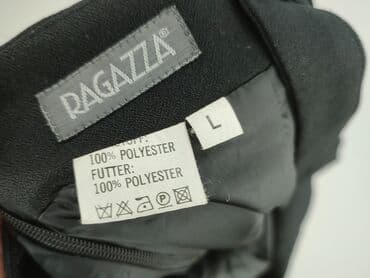 RAGAZZA®
L
100% POLYESTER
FUTTER:
100% POLYESTER
P